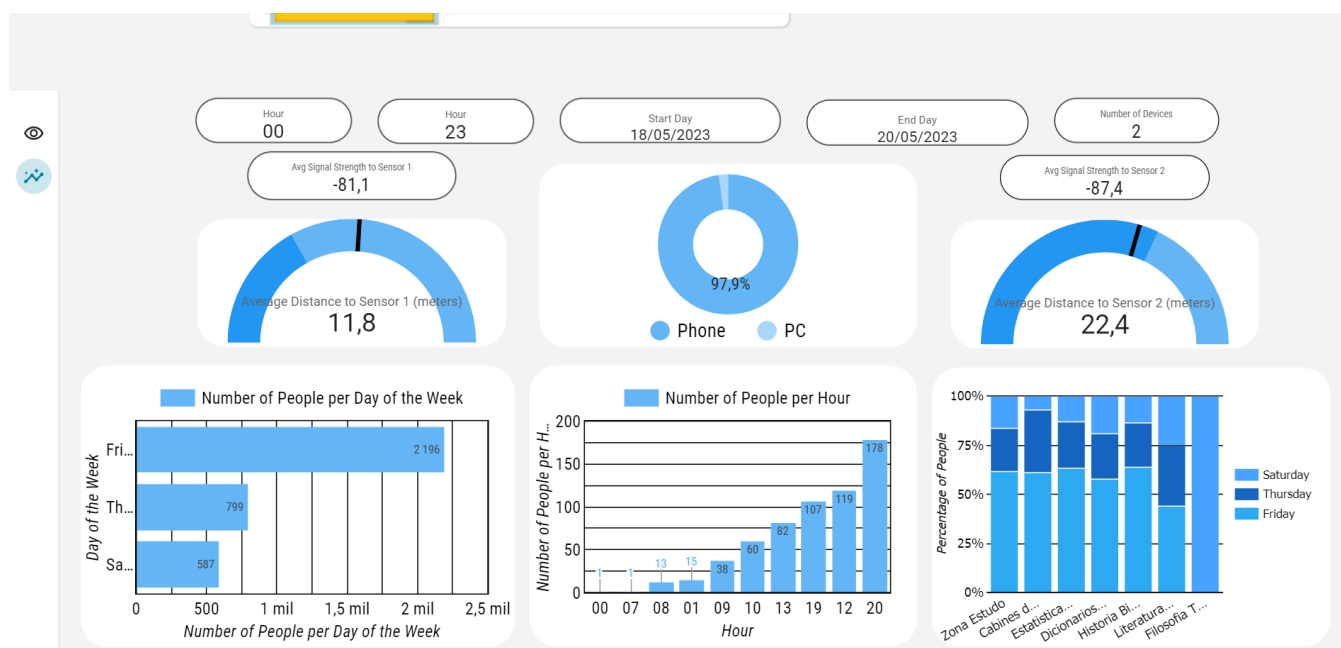 Hour
00
Hour
23
Start Day
18/05/2023
End Day
20/05/2023
Number of Devices
2
Avg Signal Strength to Sensor 1
-81,1
Avg Signal Strength to Sensor 2
-87,4
Average Distance to Sensor 1 (meters)
11,8
97,9%
Phone
PC
Average Distance to Sensor 2 (meters)
22,4
Number of People per Day of the Week
Day of the Week
Fri...
2 196
Th...
799
Sa...
587
0 500 1 mil 1,5 mil 2 mil 2,5 mil
Number of People per Day of the Week
Number of People per Hour
Number of People per H...
200
150
100
50
0
1 1 13 15 38 60 82 107 119 178
00 07 08 01 09 10 13 19 12 20
Hour
Percentage of People
100%
75%
50%
25%
0%
Zona Estudo
Cabines d...
Estatistica...
Dicionarios...
Historia Bi...
Literatura...
Filosofia T...
Saturday
Thursday
Friday